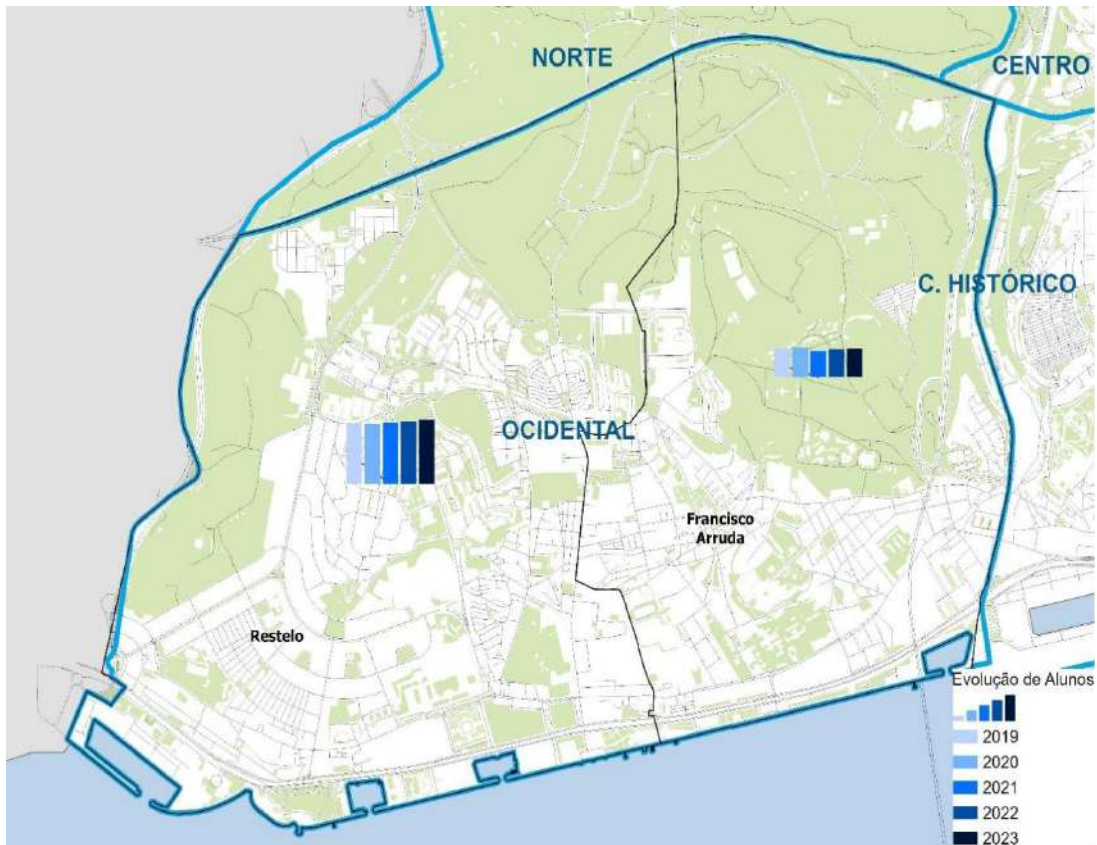 NORTE
CENTRO
C. HISTÓRICO
OCIDENTAL
Francisco
Arruda
Restelo
Evolução de Alunos
2019
2020
2021
2022
2023